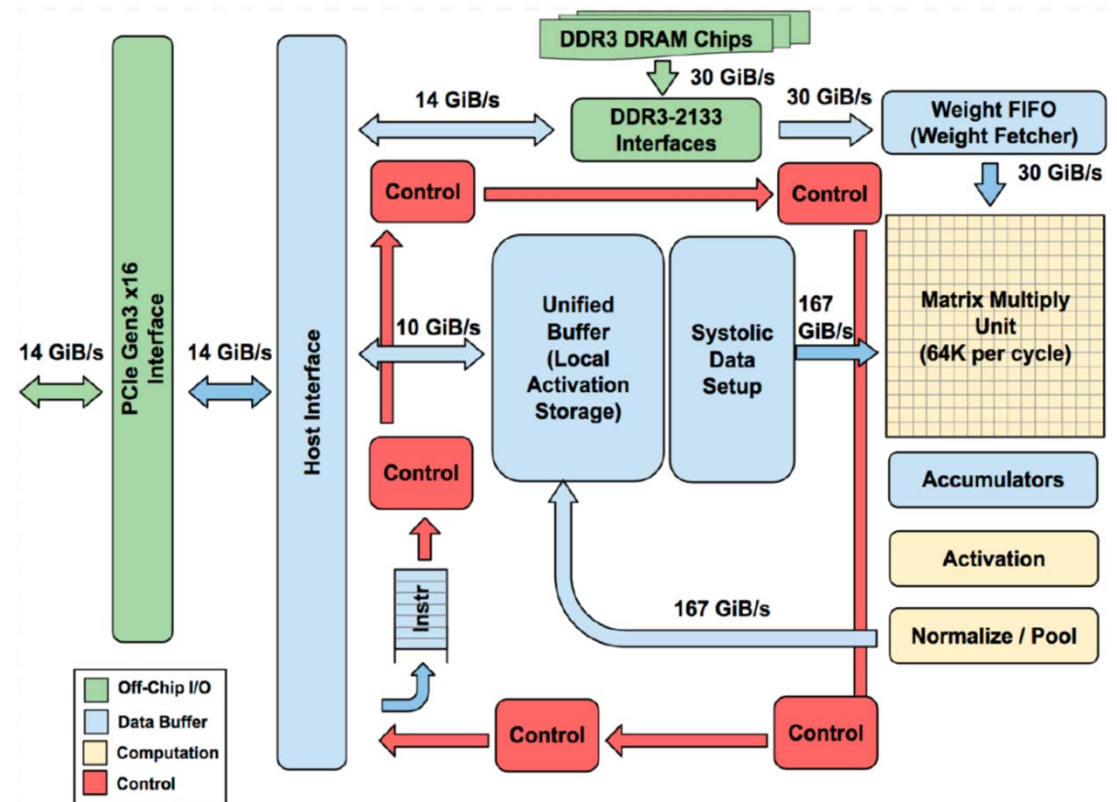 DDR3 DRAM Chips
30 GiB/s
14 GiB/s
30 GiB/s
DDR3-2133
Interfaces
Weight FIFO
(Weight Fetcher)
30 GiB/s
Control
Control
PCIe Gen3 x16
Interface
Host Interface
14 GiB/s
14 GiB/s
10 GiB/s
Unified
Buffer
(Local
Activation
Storage)
Systolic
Data
Setup
167
GiB/s
Matrix Multiply
Unit
(64K per cycle)
Control
Accumulators
Activation
Instr
167 GiB/s
Normalize / Pool
Off-Chip I/O
Data Buffer
Computation
Control
Control
Control